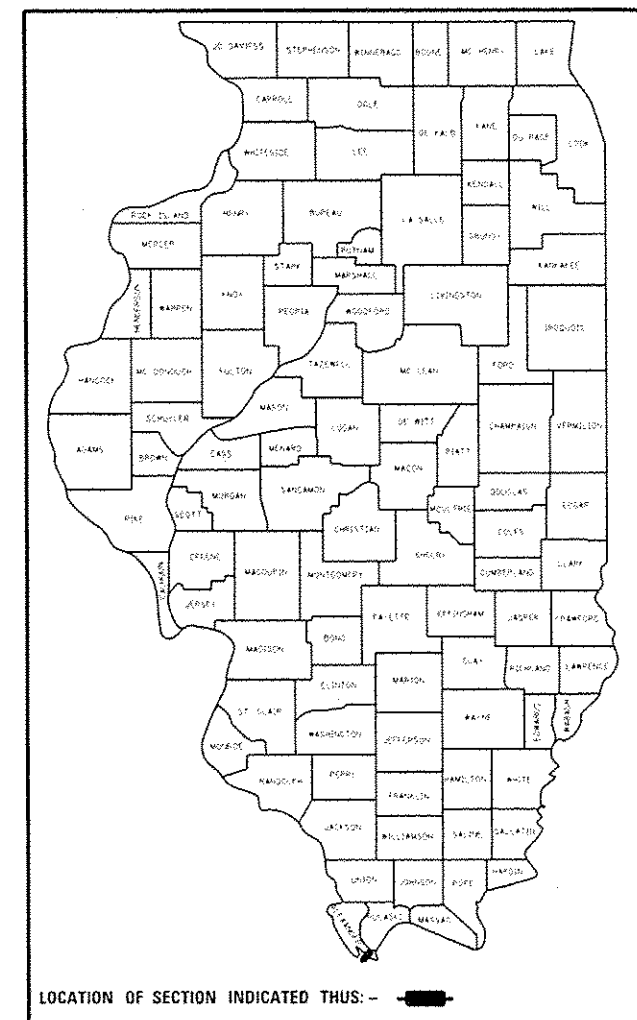 JO DAVIESS STEPHENSON WINNEBAGO BOONE MC HENRY LAKE
CARROLL OGLE DE KALB KANE DU PAGE COOK
WHITESIDE LEE KENDALL WILL
ROCK ISLAND HENRY BUREAU LA SALLE GRUNDY
MERCER PUTNAM KANKAKEE
STARK MARSHALL
HENDERSON WARREN KNOX PEORIA WOODFORD LIVINGSTON IROQUOIS
HANCOCK MC DONOUGH FULTON TAZEWELL MC LEAN FORD
SCHUYLER MASON LOGAN DE WITT CHAMPAIGN VERMILION
ADAMS BROWN CASS MENARD MACON PIATT
PIKE SCOTT MORGAN SANGAMON CHRISTIAN MOULTRIE DOUGLAS EDGAR
COLES
CALHOUN GREENE MACOUPIN MONTGOMERY SHELBY CUMBERLAND CLARK
JERSEY FAYETTE EFFINGHAM JASPER CRAWFORD
MADISON BOND CLAY RICHLAND LAWRENCE
CLINTON MARION WAYNE EDWARDS WABASH
ST. CLAIR WASHINGTON JEFFERSON
MONROE
RANDOLPH PERRY HAMILTON WHITE
FRANKLIN
JACKSON WILLIAMSON SALINE GALLATIN
UNION JOHNSON POPE HARDIN
ALEXANDER PULASKI MASSAC
LOCATION OF SECTION INDICATED THUS: -